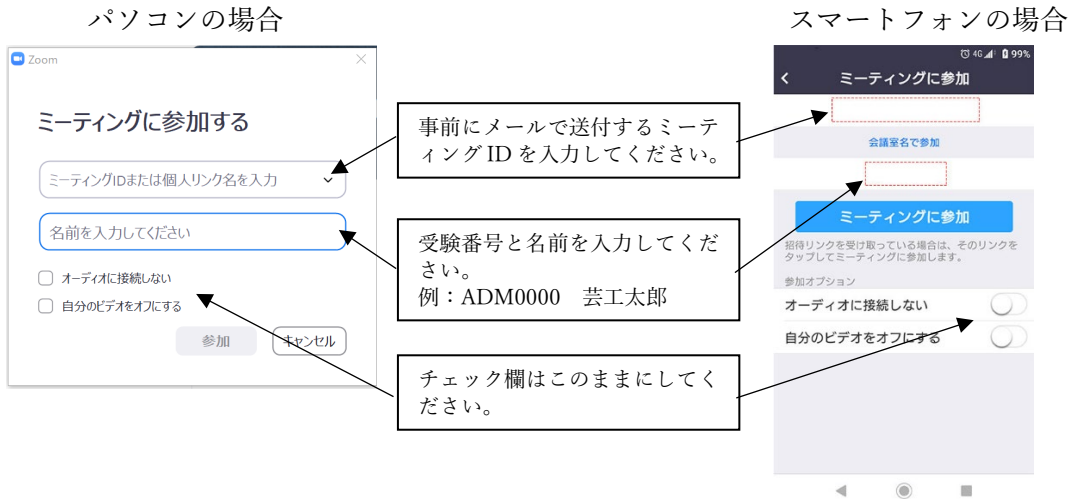 パソコンの場合
スマートフォンの場合
Zoom
ミーティングに参加する
ミーティングIDまたは個人リンク名を入力
名前を入力してください
オーディオに接続しない
自分のビデオをオフにする
参加
キャンセル
事前にメールで送付するミーテ
ィング ID を入力してください。
受験番号と名前を入力してくだ
さい。
例：ADM0000　芸工太郎
チェック欄はこのままにしてく
ださい。
4G 99%
ミーティングに参加
会議室名で参加
ミーティングに参加
招待リンクを受け取っている場合は、そのリンクを
タップしてミーティングに参加します。
参加オプション
オーディオに接続しない
自分のビデオをオフにする